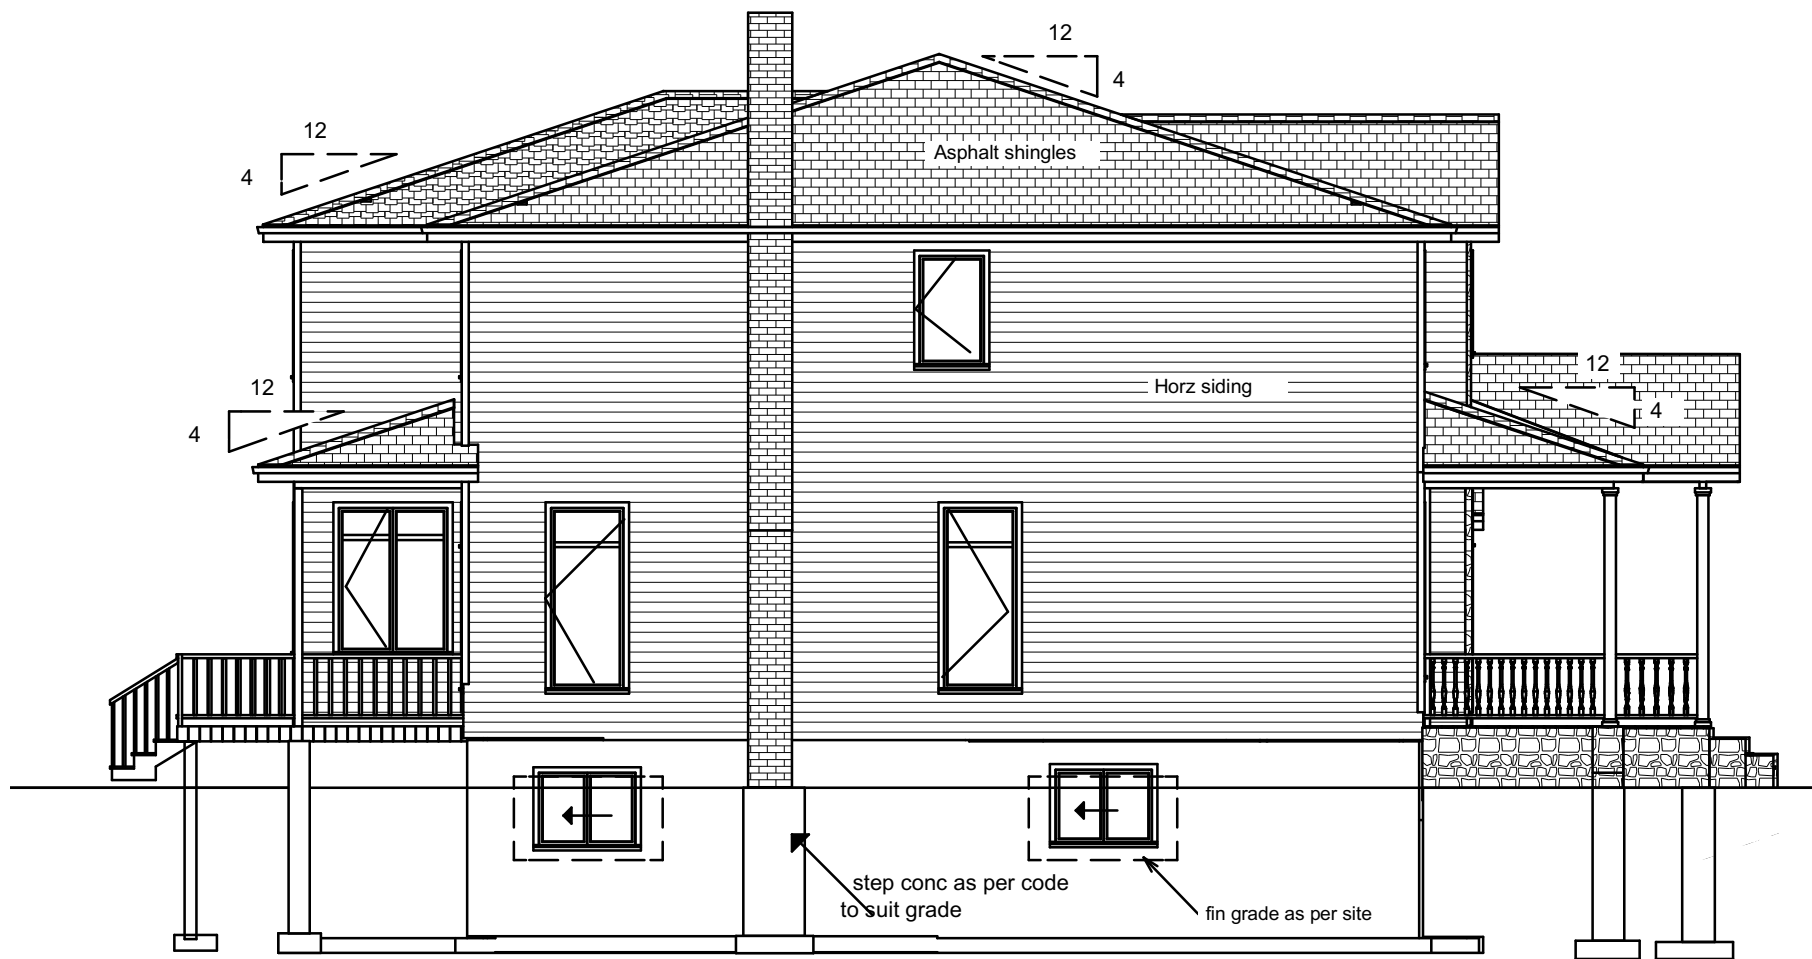 12
4
12
4
Asphalt shingles
12
4
Horz siding
12
4
step conc as per code
to suit grade
fin grade as per site